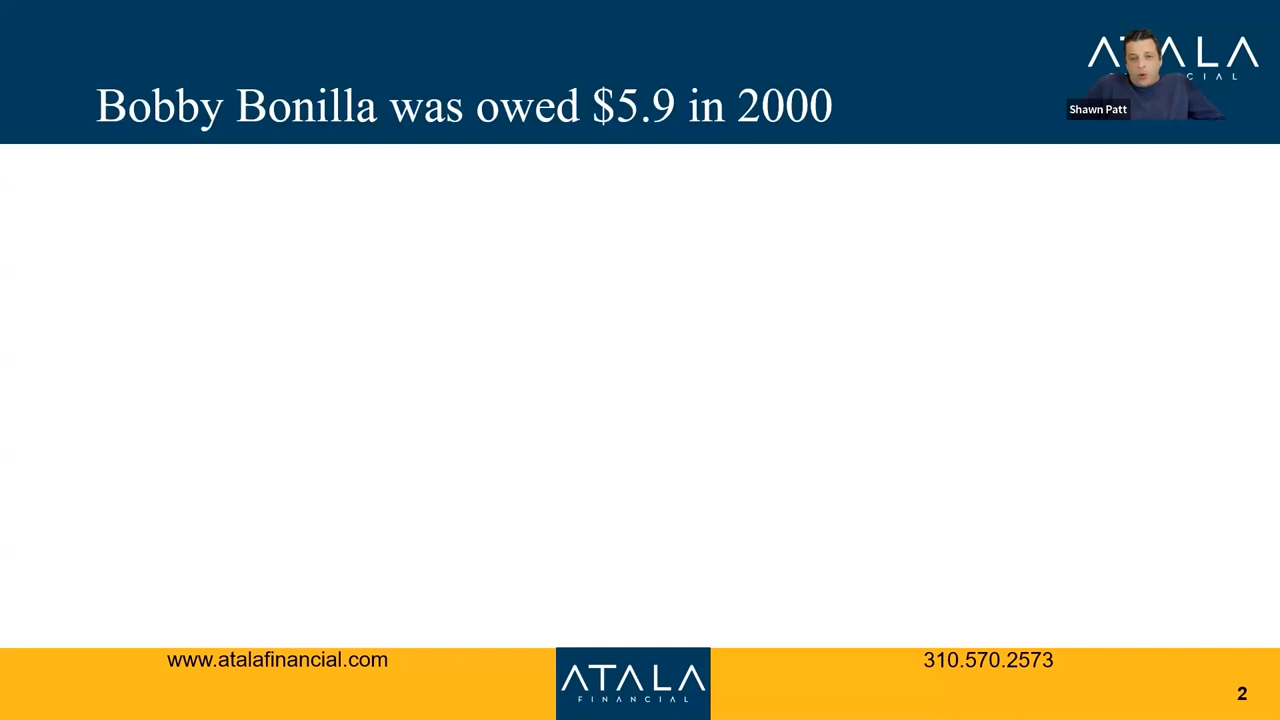 ATALA
Bobby Bonilla was owed $5.9 in 2000
Shawn Patt
www.atalafinancial.com
ATALA
FINANCIAL
310.570.2573
2